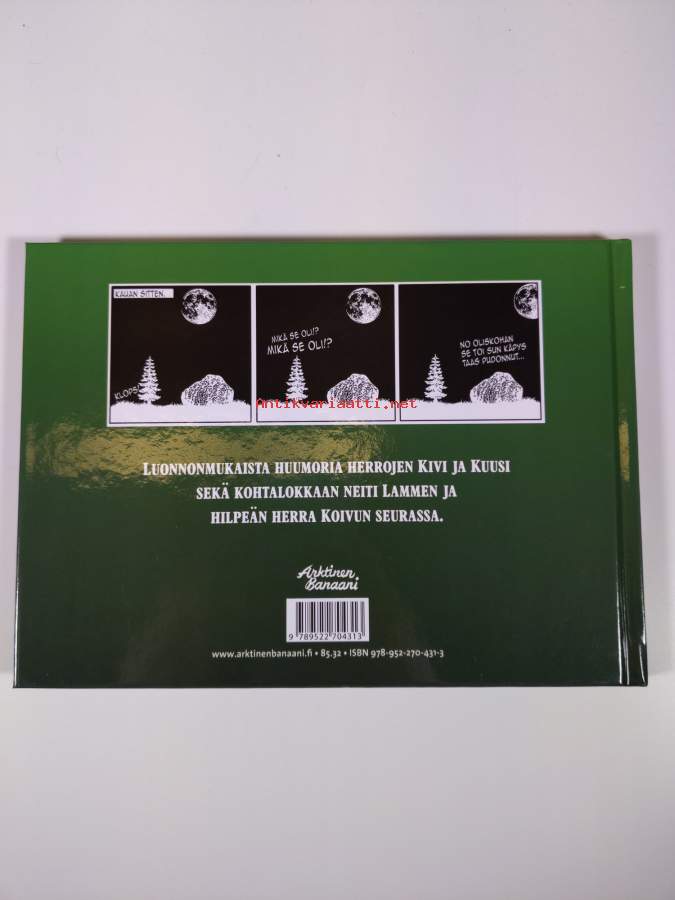 KAUAN SITTEN..
KLOPS!
MIKÄ SE OLI!?
MIKÄ SE OLI!?
NO OLISKOHAN
SE TOI SUN KÄPYS
TAAS PUDONNUT...
Antikvariaatti.net
LUONNONMUKAISTA HUUMORIA HERROJEN KIVI JA KUUSI
SEKÄ KOHTALOKKAAN NEITI LAMMEN JA
HILPEÄN HERRA KOIVUN SEURASSA.
Arktinen
Banaani
9 789522 704313
www.arktinenbanaani.fi • 85.32 • ISBN 978-952-270-431-3